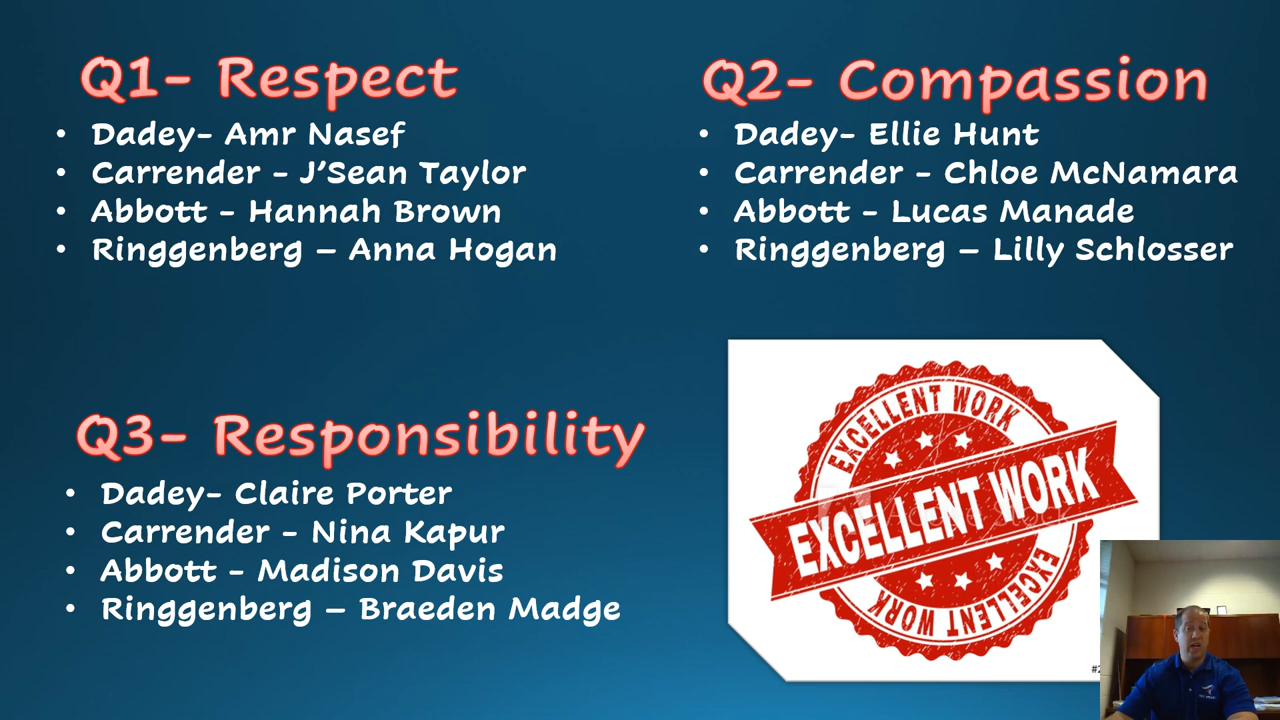 Q1- Respect
• Dadey- Amr Nasef
• Carrender - J’Sean Taylor
• Abbott - Hannah Brown
• Ringgenberg – Anna Hogan
Q2- Compassion
• Dadey- Ellie Hunt
• Carrender - Chloe McNamara
• Abbott - Lucas Manade
• Ringgenberg – Lilly Schlosser
Q3- Responsibility
• Dadey- Claire Porter
• Carrender - Nina Kapur
• Abbott - Madison Davis
• Ringgenberg – Braeden Madge
EXCELLENT WORK
EXCELLENT WORK
EXCELLENT WORK